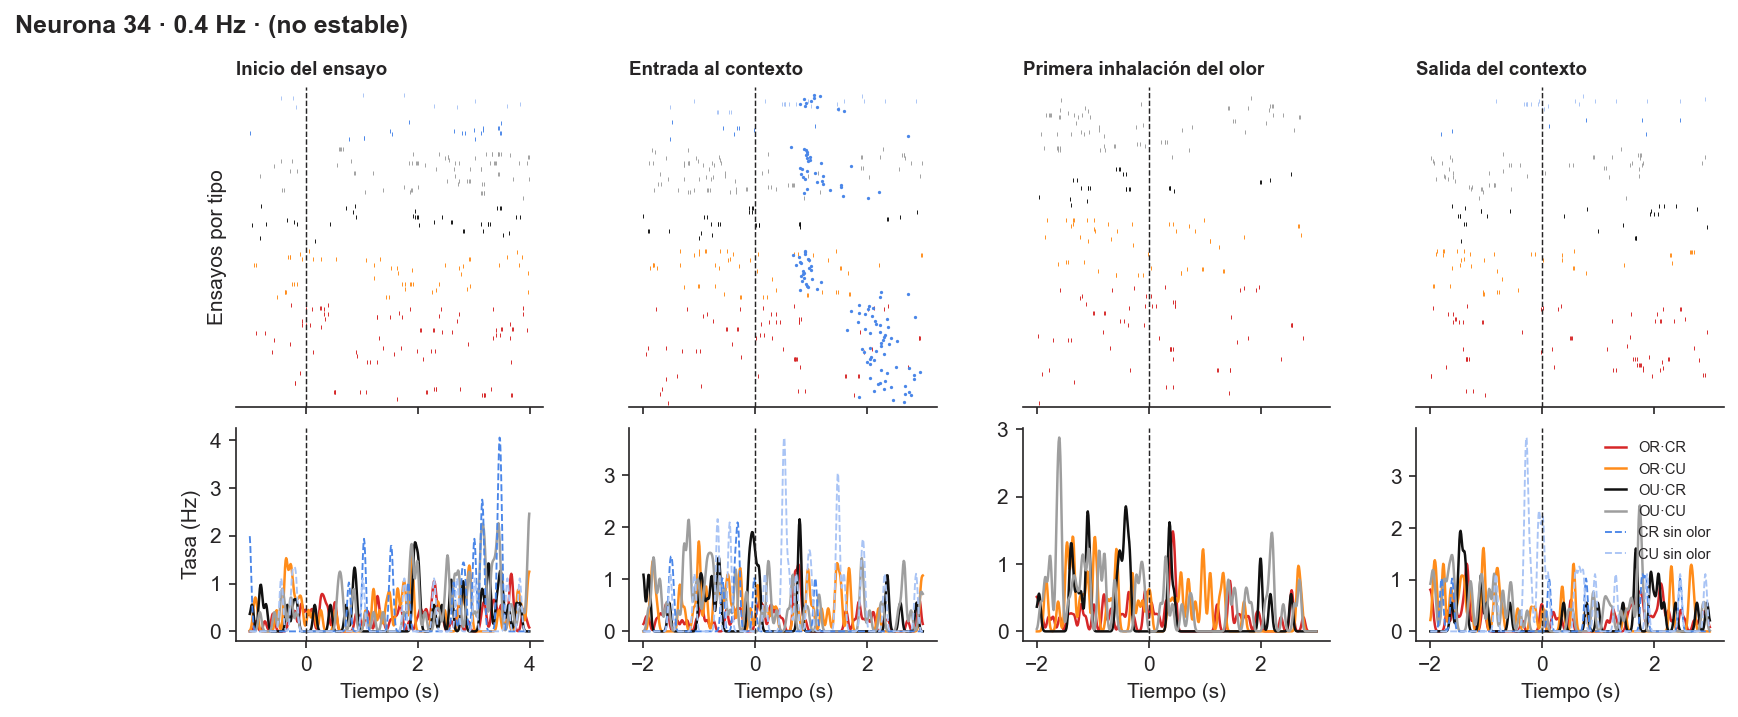 Neurona 34 · 0.4 Hz · (no estable)
Inicio del ensayo
Entrada al contexto
Primera inhalación del olor
Salida del contexto
Ensayos por tipo
Tasa (Hz)
4
3
2
1
0
3
2
1
0
3
2
1
0
3
2
1
0
OR·CR
OR·CU
OU·CR
OU·CU
CR sin olor
CU sin olor
0 2 4
−2 0 2
−2 0 2
−2 0 2
Tiempo (s)
Tiempo (s)
Tiempo (s)
Tiempo (s)